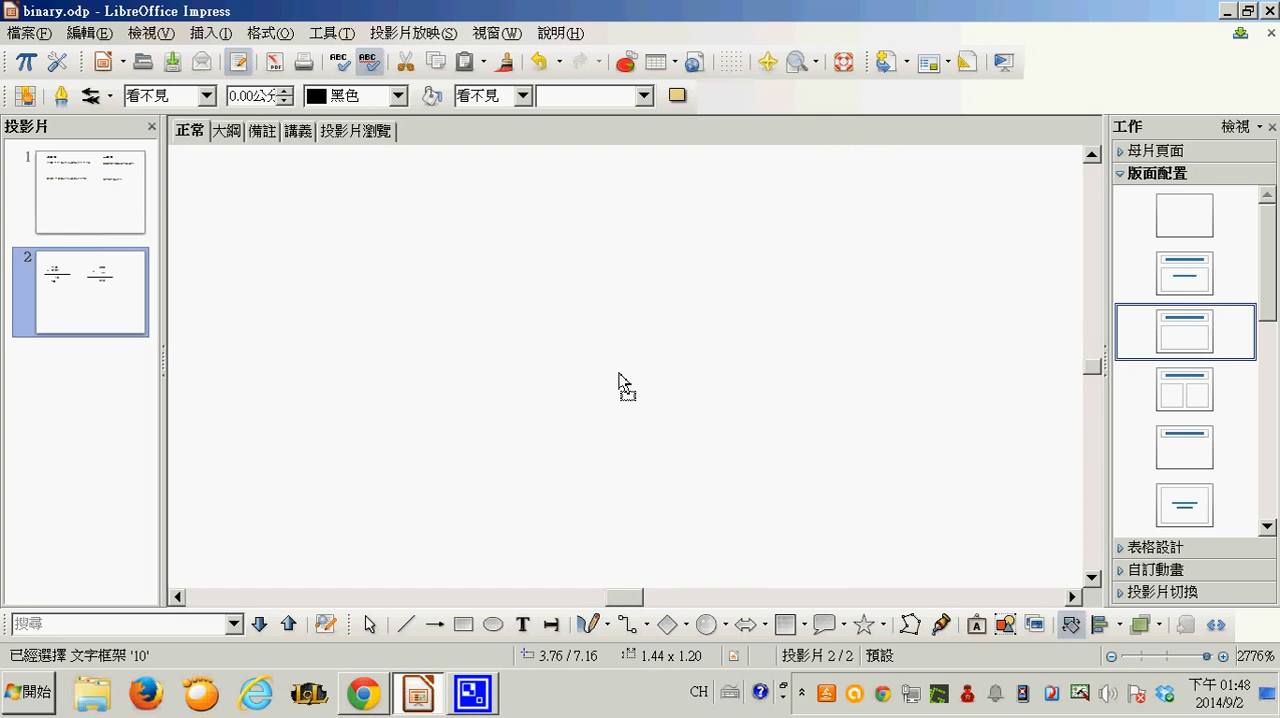 binary.odp - LibreOffice Impress
檔案(F) 編輯(E) 檢視(V) 插入(I) 格式(O) 工具(T) 投影片放映(S) 視窗(W) 說明(H)
看不見 0.00公分 黑色 看不見
投影片
正常 大綱 備註 講義 投影片瀏覽
工作 檢視
母片頁面
版面配置
1
2
表格設計
自訂動畫
投影片切換
搜尋
已經選擇 文字框架 '10' 3.76 / 7.16 1.44 x 1.20 投影片 2 / 2 預設 2776%
開始 CH 下午 01:48
2014/9/2